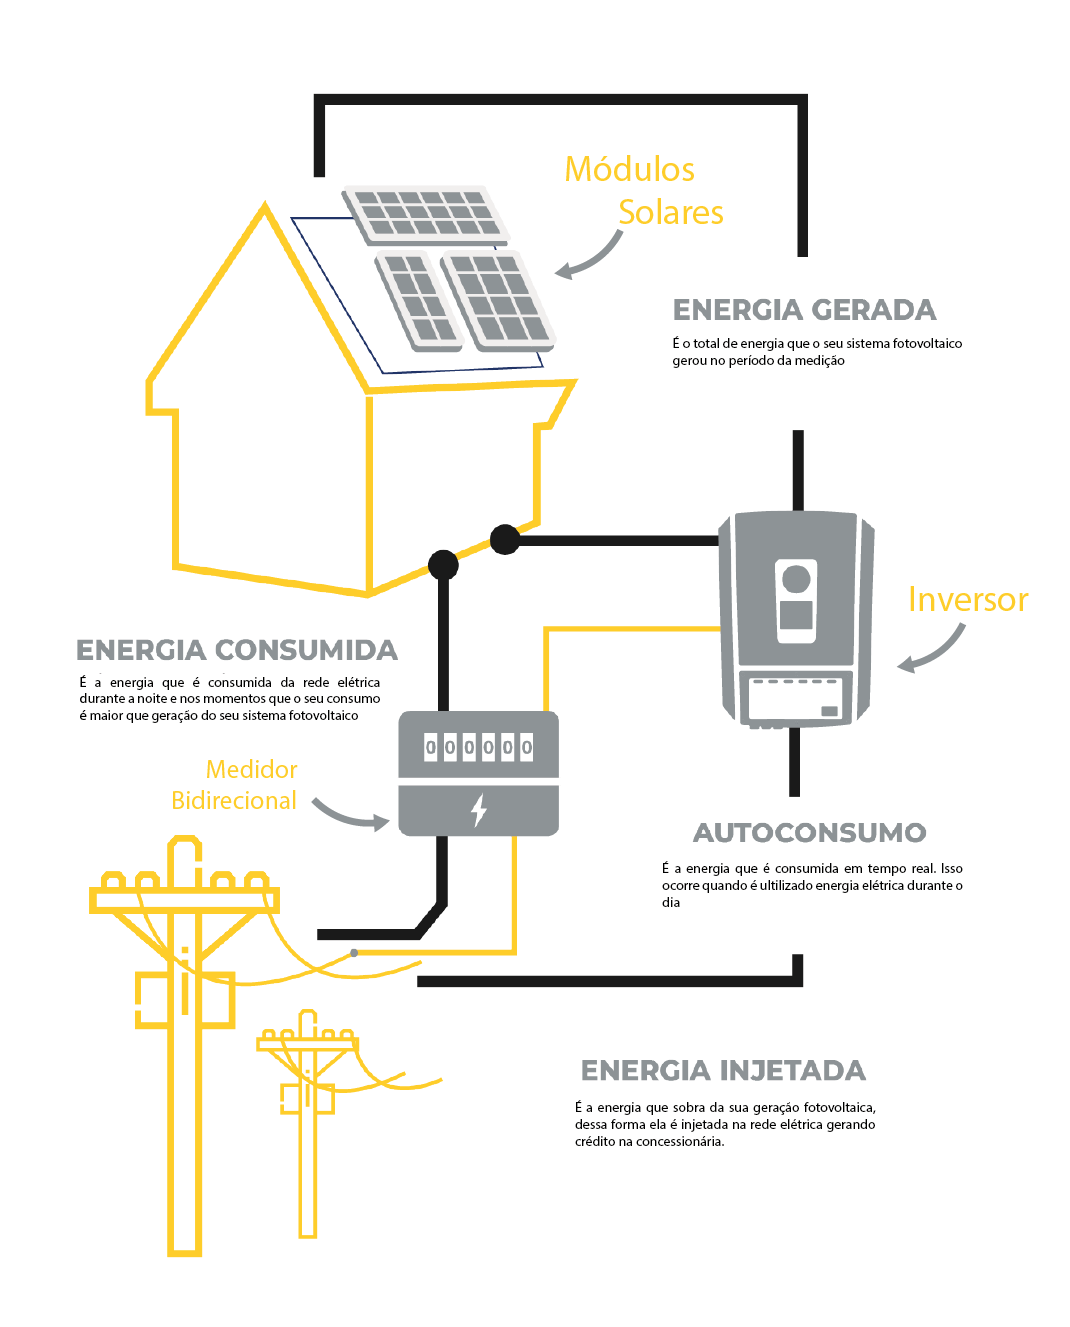 Módulos
Solares
ENERGIA GERADA
É o total de energia que o seu sistema fotovoltaico
gerou no período da medição
Inversor
ENERGIA CONSUMIDA
É a energia que é consumida da rede elétrica
durante a noite e nos momentos que o seu consumo
é maior que geração do seu sistema fotovoltaico
000000
Medidor
Bidirecional
AUTOCONSUMO
É a energia que é consumida em tempo real. Isso
ocorre quando é ultilizado energia elétrica durante o
dia
ENERGIA INJETADA
É a energia que sobra da sua geração fotovoltaica,
dessa forma ela é injetada na rede elétrica gerando
crédito na concessionária.